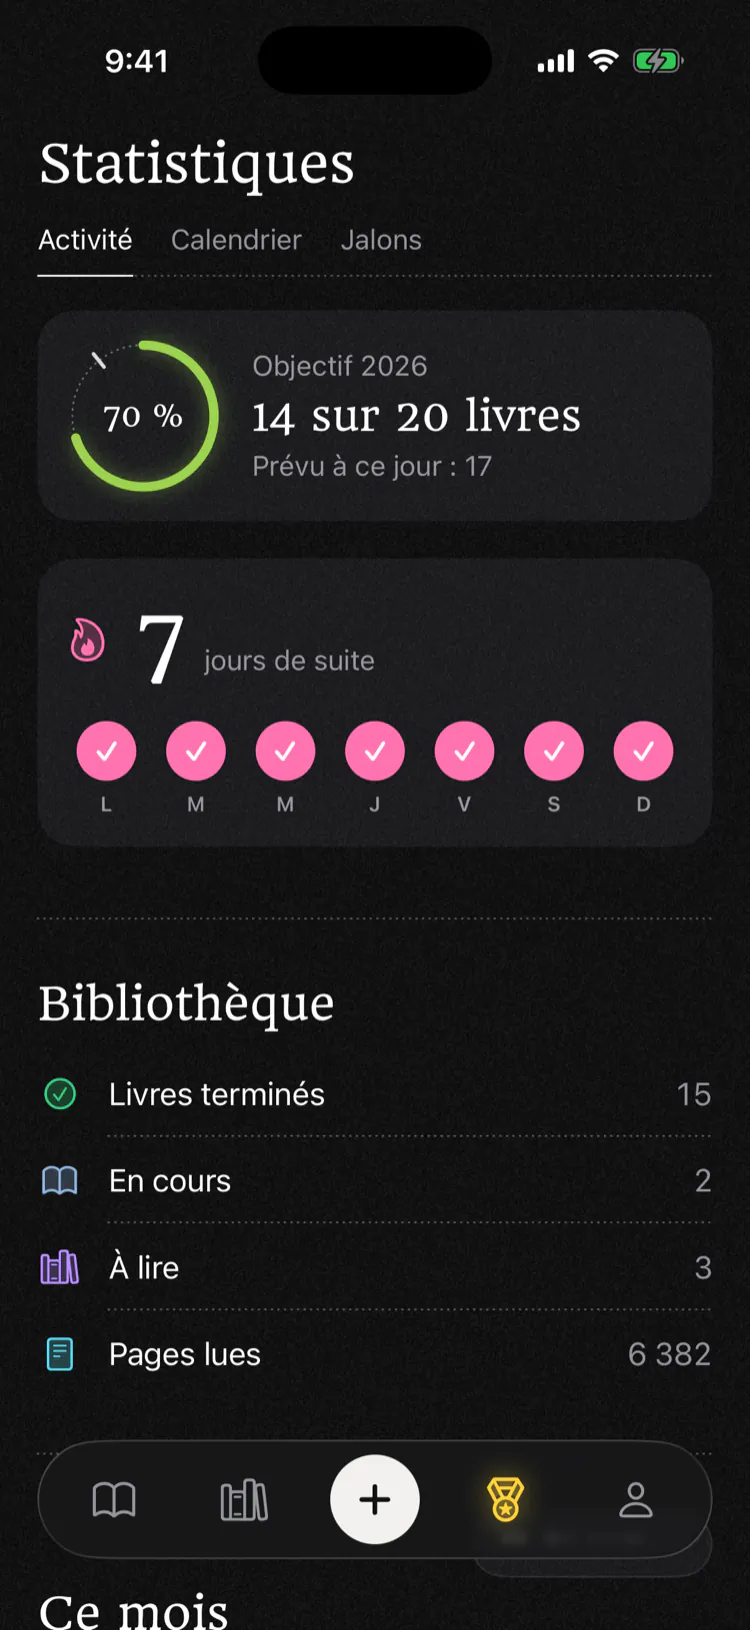 9:41
Statistiques
Activité Calendrier Jalons
70 %
Objectif 2026
14 sur 20 livres
Prévu à ce jour : 17
7 jours de suite
L M M J V S D
Bibliothèque
Livres terminés 15
En cours 2
À lire 3
Pages lues 6 382
Ce mois